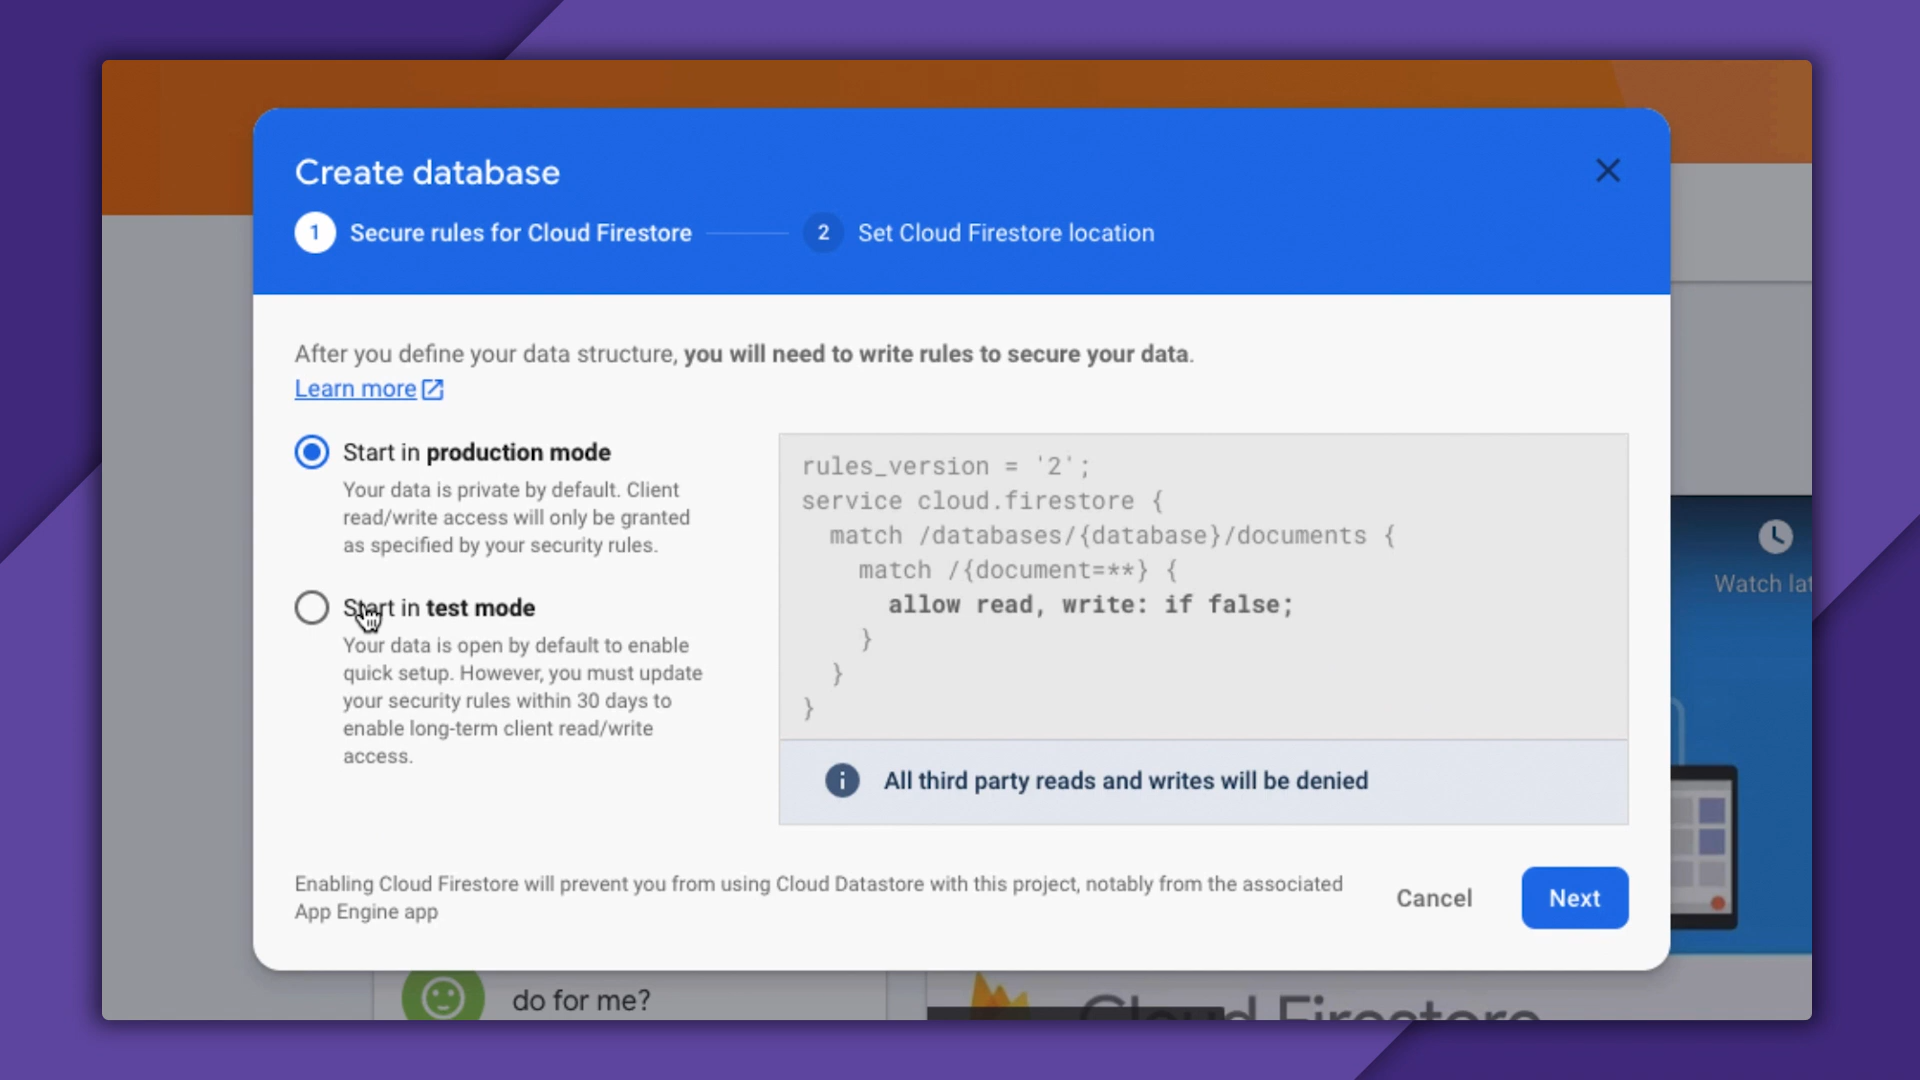 Create database
1 Secure rules for Cloud Firestore
2 Set Cloud Firestore location
After you define your data structure, you will need to write rules to secure your data.
Learn more
Start in production mode
Your data is private by default. Client
read/write access will only be granted
as specified by your security rules.
Start in test mode
Your data is open by default to enable
quick setup. However, you must update
your security rules within 30 days to
enable long-term client read/write
access.
rules_version = '2';
service cloud.firestore {
match /databases/{database}/documents {
match /{document=**} {
allow read, write: if false;
}
}
}
All third party reads and writes will be denied
Enabling Cloud Firestore will prevent you from using Cloud Datastore with this project, notably from the associated
App Engine app
Cancel
Next
Watch lat
do for me?
Cloud Firestore